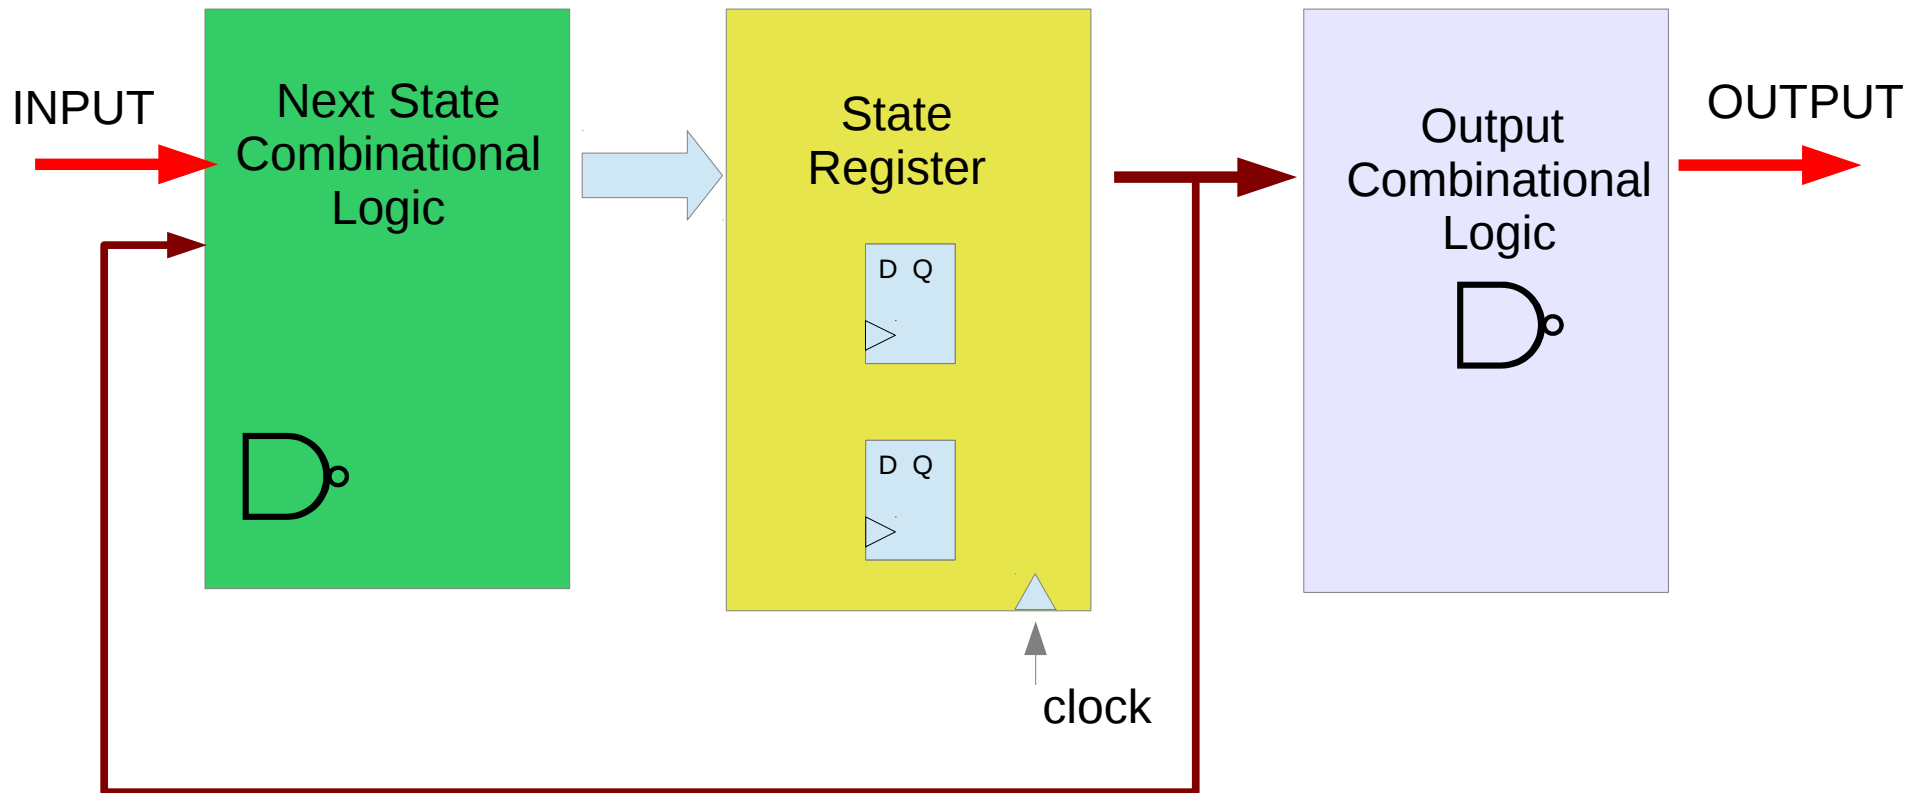 INPUT
Next State
Combinational
Logic
State
Register
D Q
D Q
clock
Output
Combinational
Logic
OUTPUT